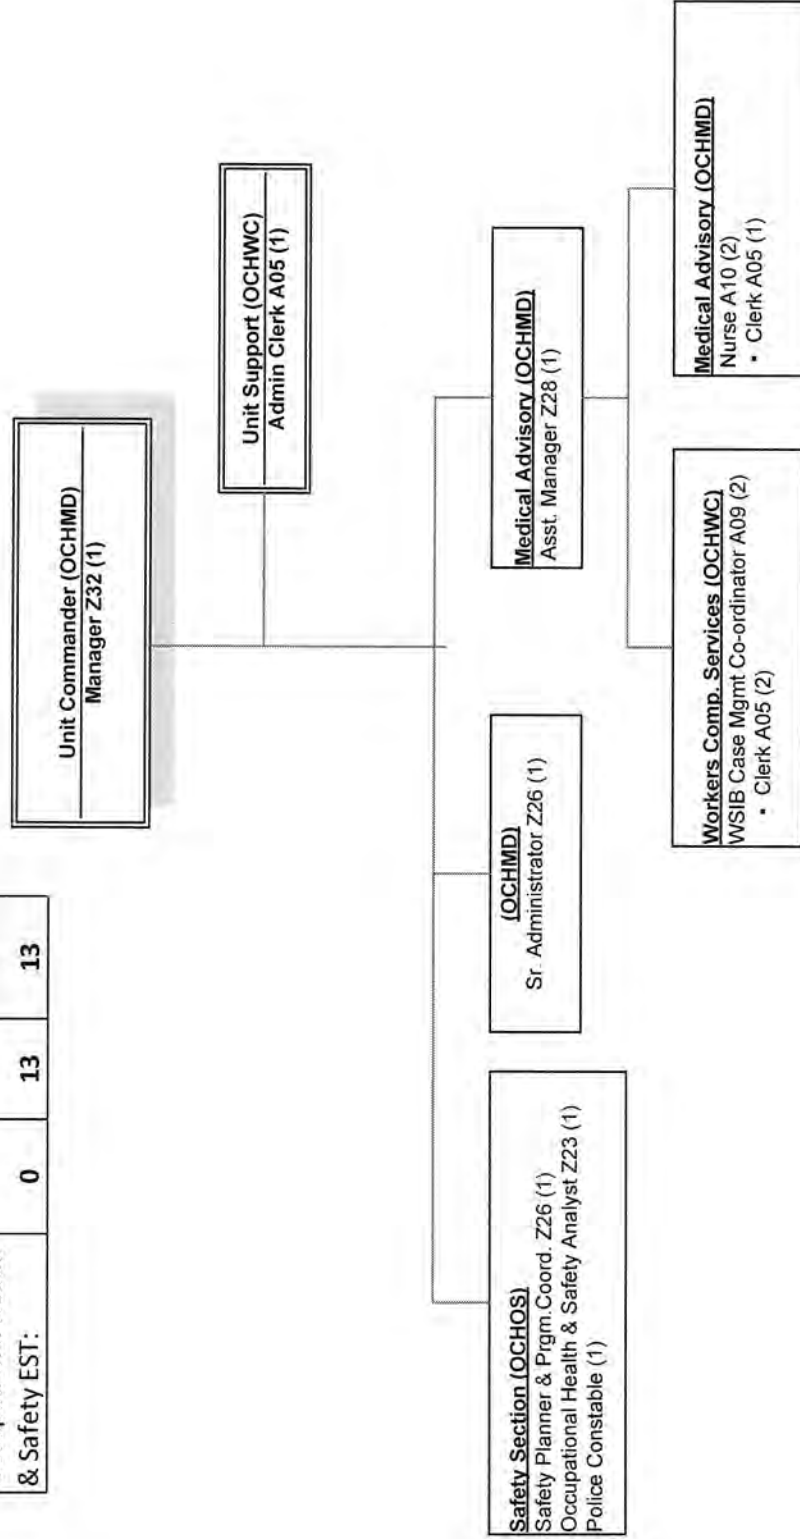 & Safety EST: 0 13 13
Unit Commander (OCHMD)
Manager Z32 (1)
Unit Support (OCHWC)
Admin Clerk A05 (1)
Safety Section (OCHOS)
Safety Planner & Prgm.Coord. Z26 (1)
Occupational Health & Safety Analyst Z23 (1)
Police Constable (1)
(OCHMD)
Sr. Administrator Z26 (1)
Medical Advisory (OCHMD)
Asst. Manager Z28 (1)
Workers Comp. Services (OCHWC)
WSIB Case Mgmt Co-ordinator A09 (2)
▪ Clerk A05 (2)
Medical Advisory (OCHMD)
Nurse A10 (2)
▪ Clerk A05 (1)